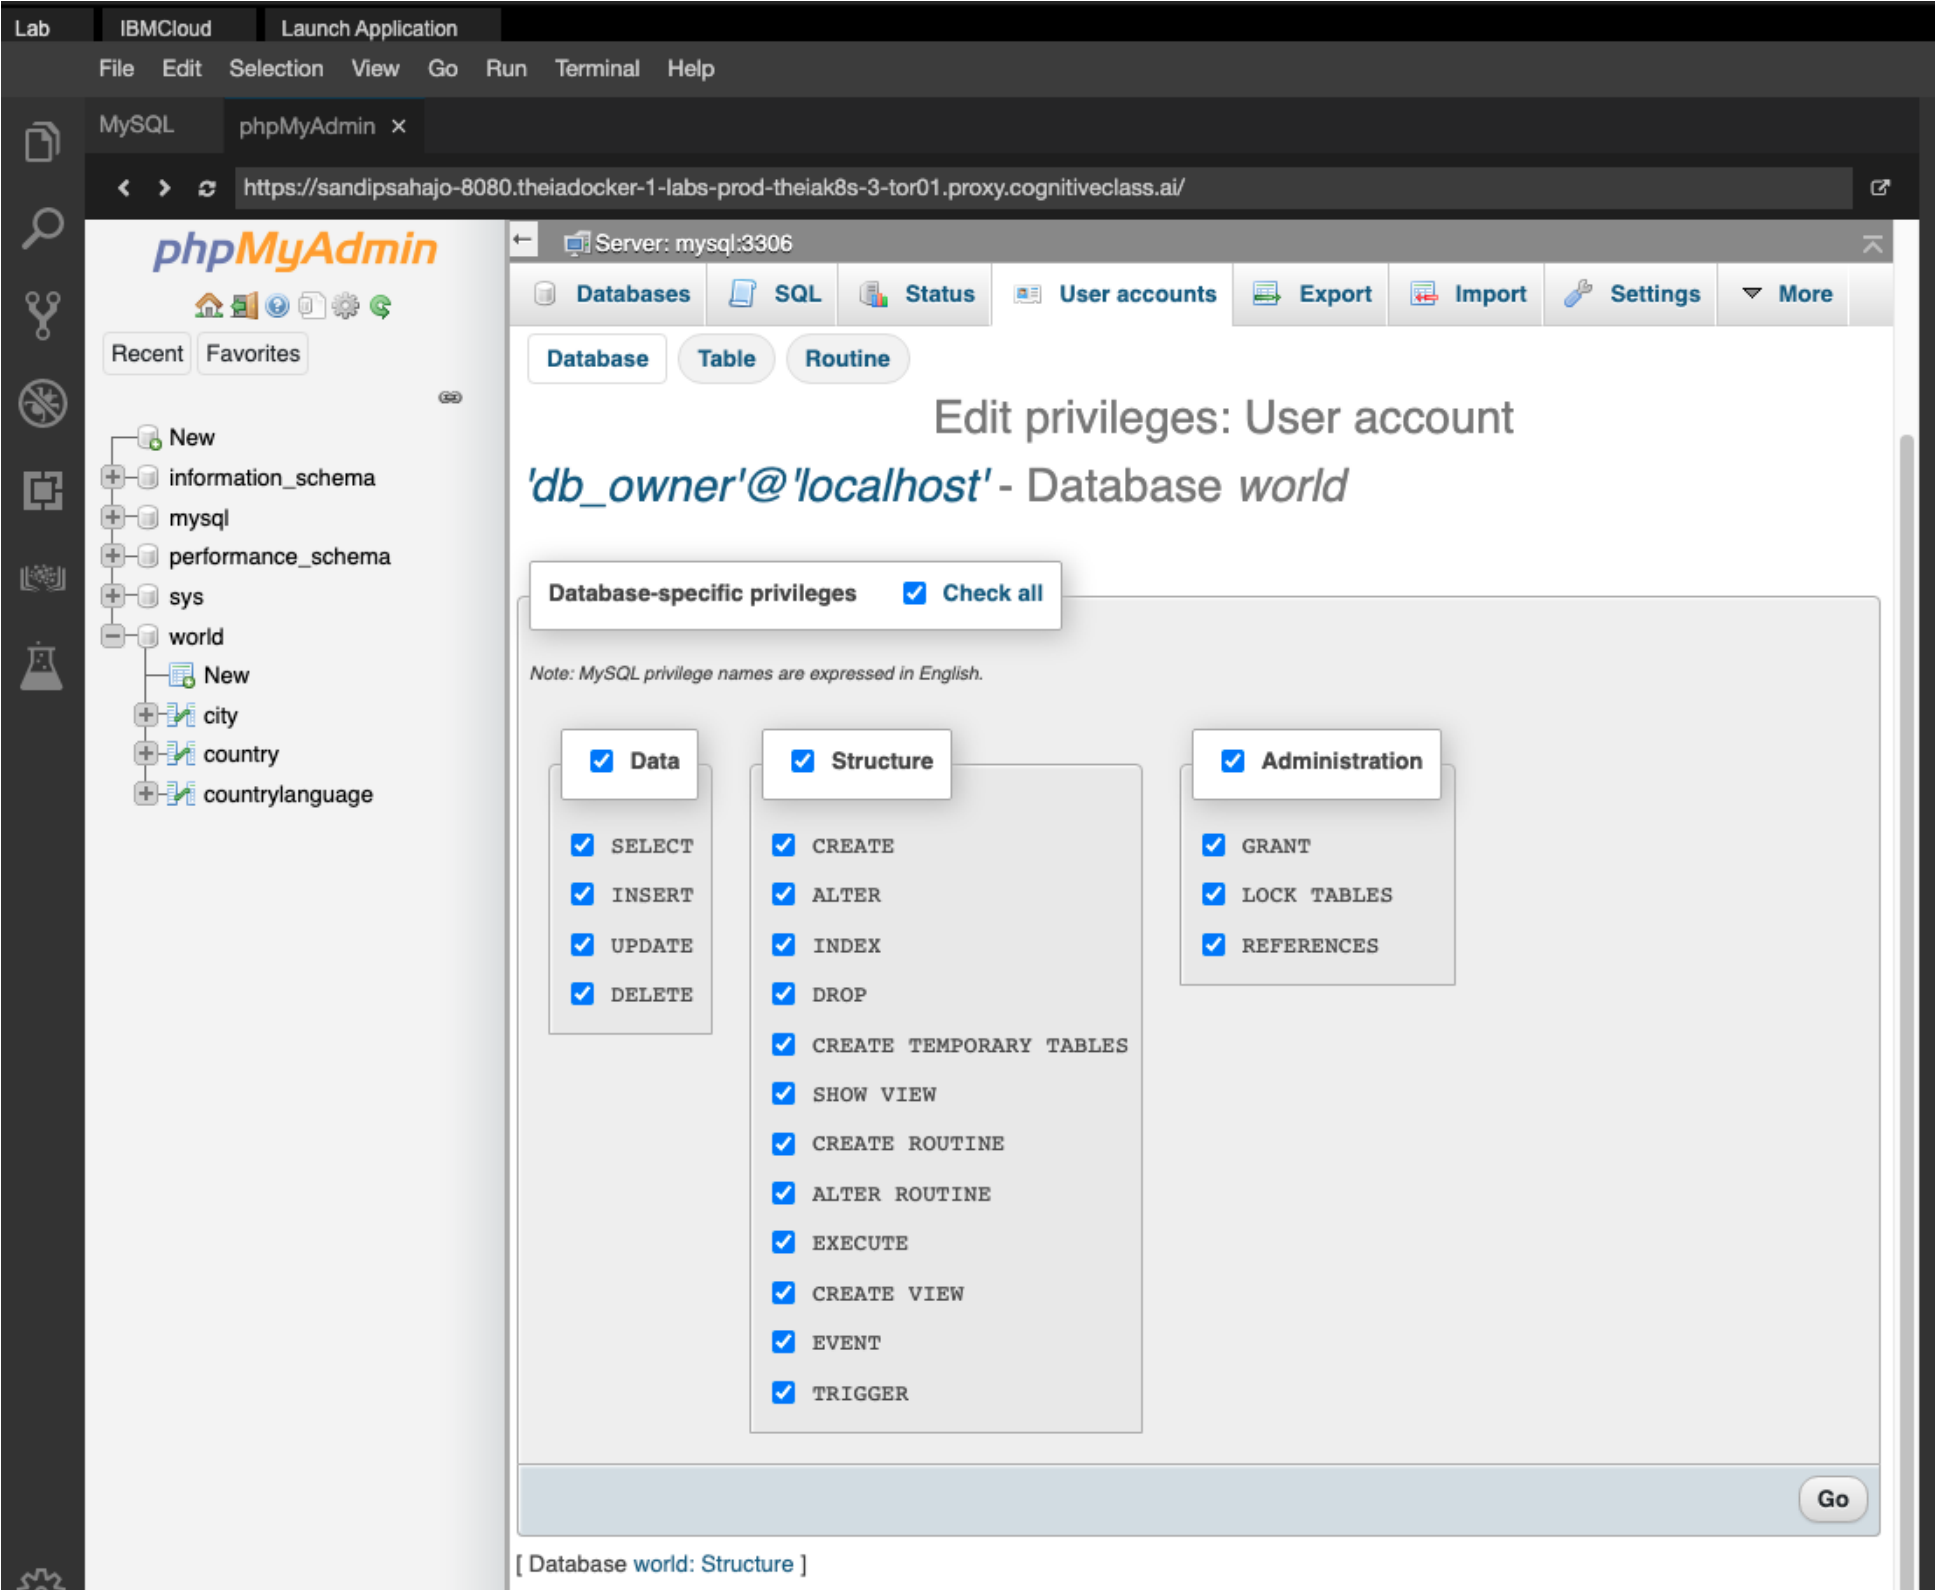 Lab IBMCloud Launch Application
File Edit Selection View Go Run Terminal Help
MySQL phpMyAdmin ×
https://sandipsahajo-8080.theiadocker-1-labs-prod-theiak8s-3-tor01.proxy.cognitiveclass.ai/
phpMyAdmin
Recent Favorites
New
information_schema
mysql
performance_schema
sys
world
New
city
country
countrylanguage
Server: mysql:3306
Databases SQL Status User accounts Export Import Settings More
Database Table Routine
Edit privileges: User account
'db_owner'@'localhost' - Database world
Database-specific privileges Check all
Note: MySQL privilege names are expressed in English.
Data
SELECT
INSERT
UPDATE
DELETE
Structure
CREATE
ALTER
INDEX
DROP
CREATE TEMPORARY TABLES
SHOW VIEW
CREATE ROUTINE
ALTER ROUTINE
EXECUTE
CREATE VIEW
EVENT
TRIGGER
Administration
GRANT
LOCK TABLES
REFERENCES
Go
[ Database world: Structure ]